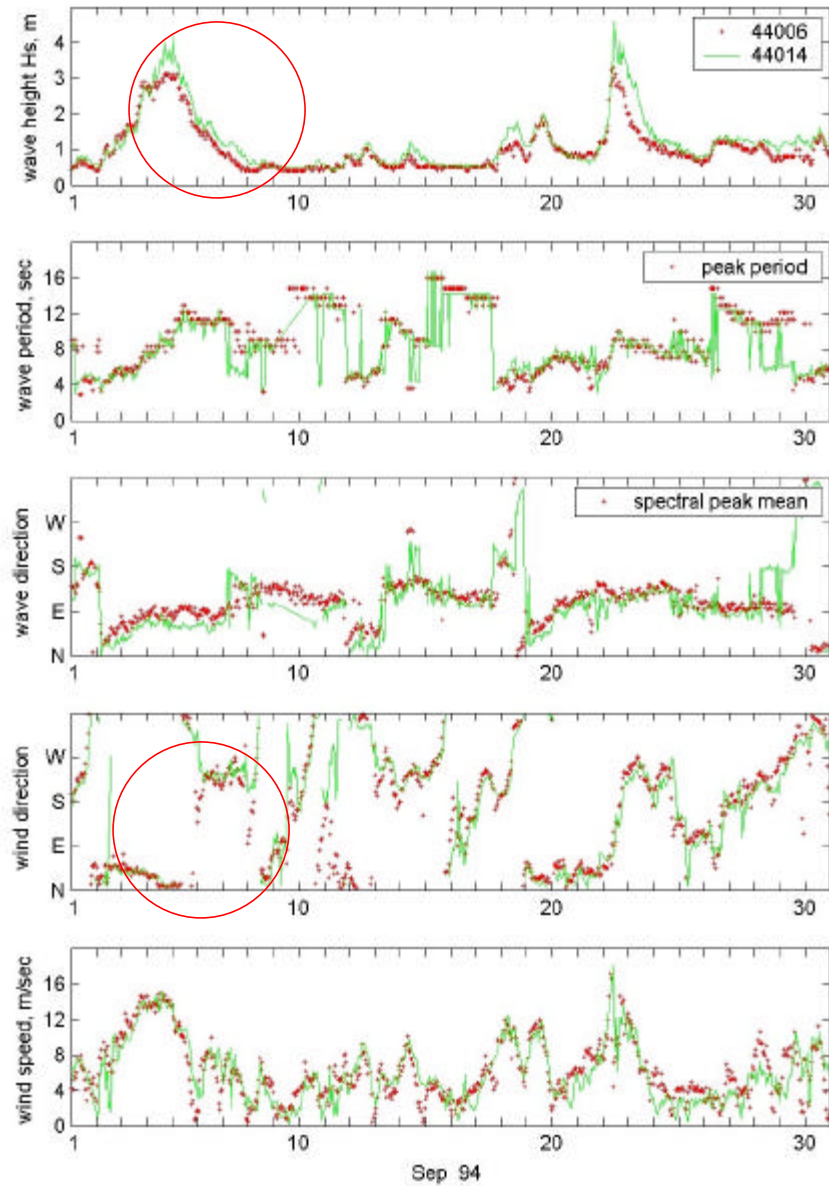 wave height Hs, m
4
3
2
1
0
44006
44014
1 10 20 30
wave period, sec
16
12
8
4
0
peak period
1 10 20 30
wave direction
W
S
E
N
spectral peak mean
1 10 20 30
wind direction
W
S
E
N
1 10 20 30
wind speed, m/sec
16
12
8
4
0
1 10 20 30
Sep 94